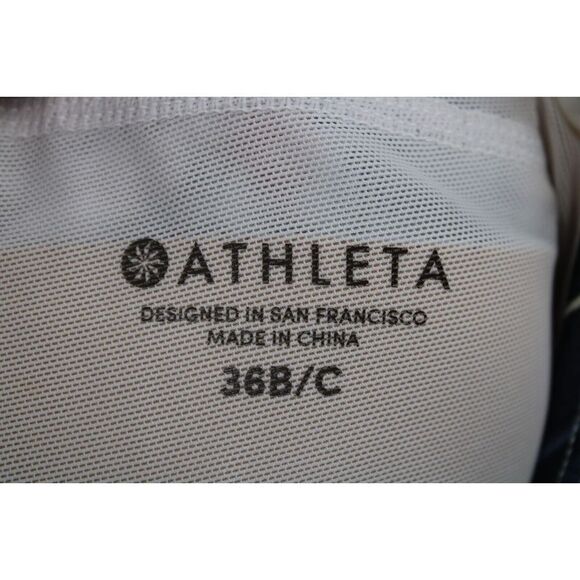 ATHLETA
DESIGNED IN SAN FRANCISCO
MADE IN CHINA
36B/C